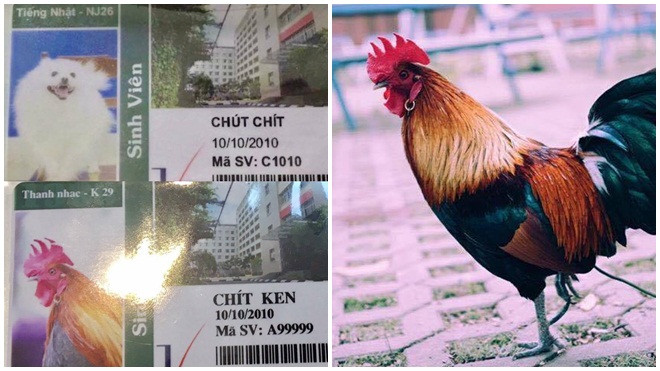 Tiếng Nhật - NJ26
Sinh Viên
CHÚT CHÍT
10/10/2010
Mã SV: C1010
Thanh nhạc - K 29
CHÍT KEN
10/10/2010
Mã SV: A99999